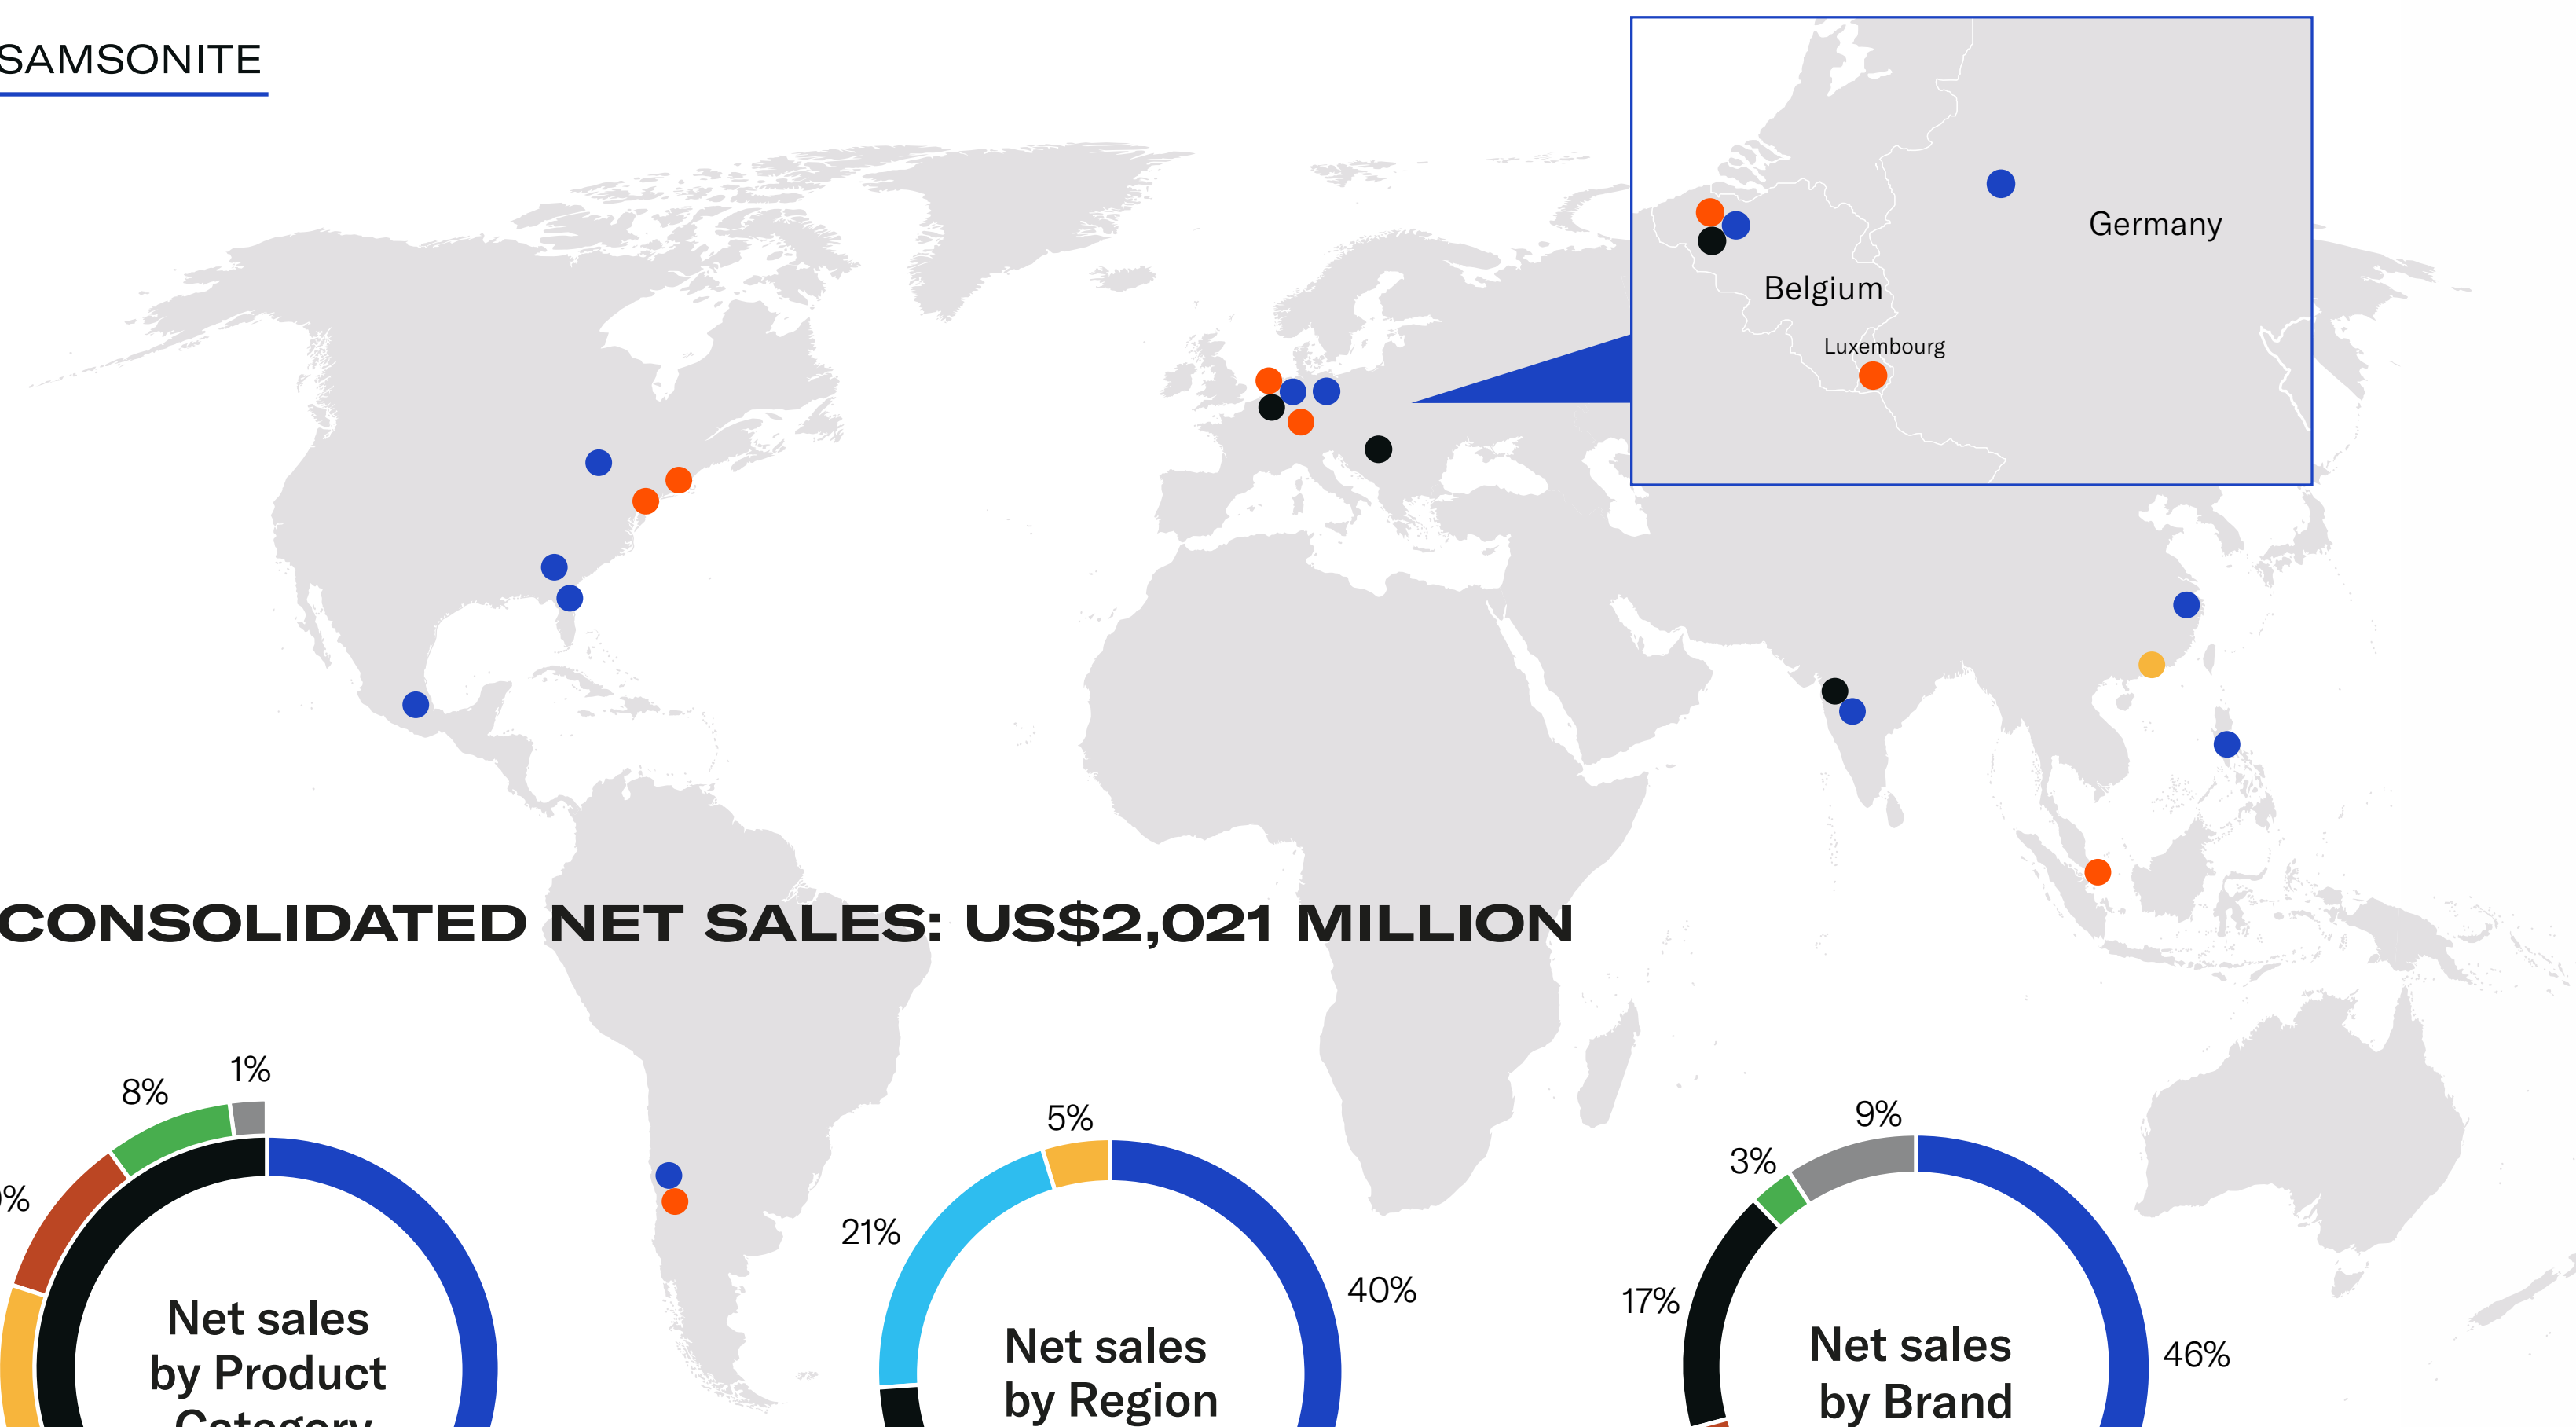 SAMSONITE
Germany
Belgium
Luxembourg
CONSOLIDATED NET SALES: US$2,021 MILLION
8%
1%
Net sales
by Product
Category
5%
21%
40%
Net sales
by Region
9%
3%
17%
46%
Net sales
by Brand